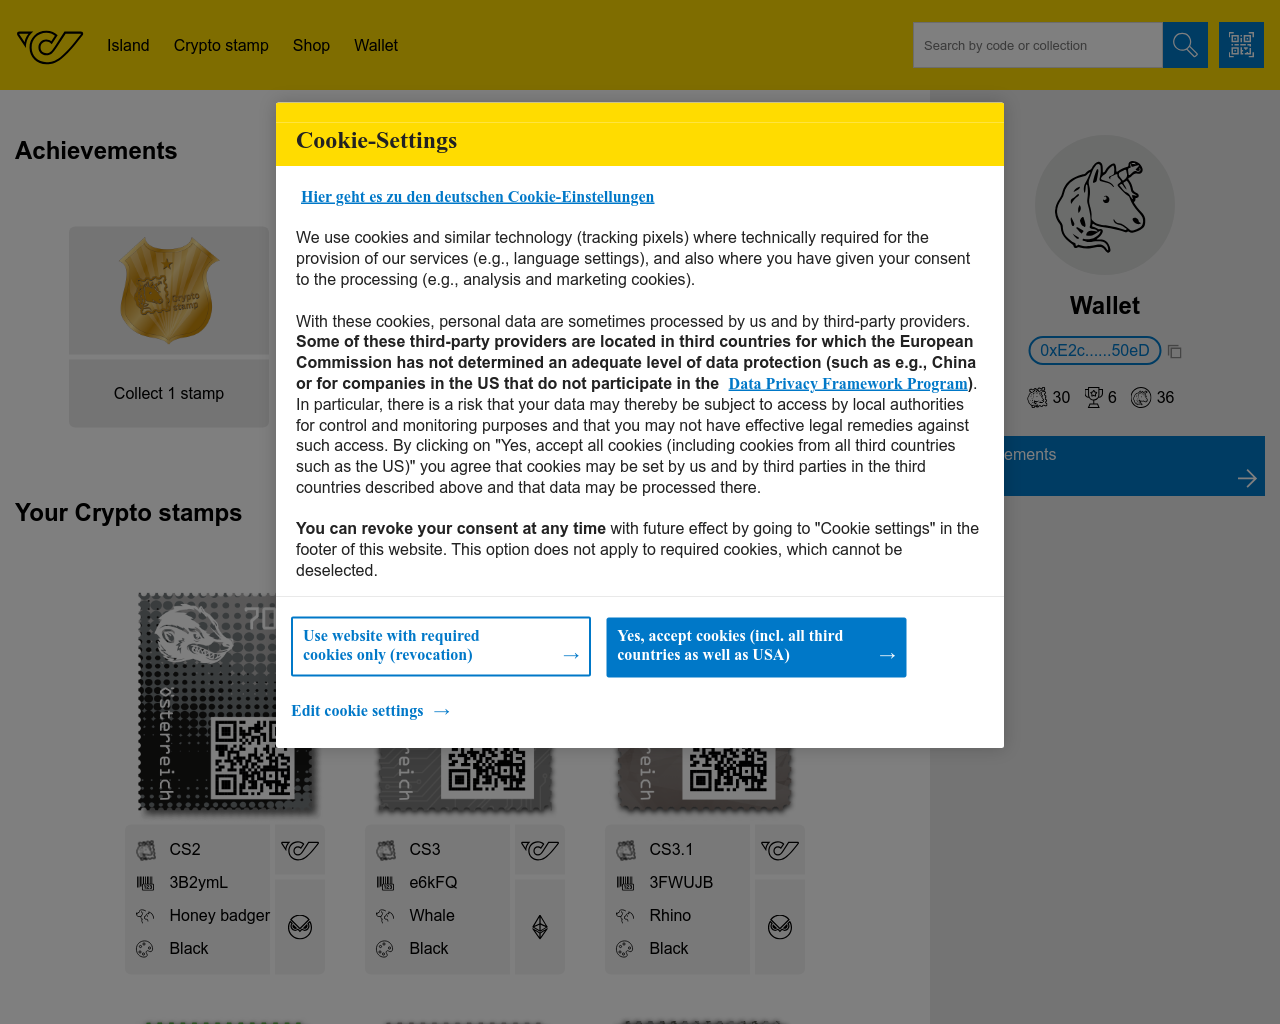 Island Crypto stamp Shop Wallet
Search by code or collection
Achievements
Crypto
stamp
Collect 1 stamp
Your Crypto stamps
Cookie-Settings
Hier geht es zu den deutschen Cookie-Einstellungen
We use cookies and similar technology (tracking pixels) where technically required for the
provision of our services (e.g., language settings), and also where you have given your consent
to the processing (e.g., analysis and marketing cookies).
With these cookies, personal data are sometimes processed by us and by third-party providers.
Some of these third-party providers are located in third countries for which the European
Commission has not determined an adequate level of data protection (such as e.g., China
or for companies in the US that do not participate in the Data Privacy Framework Program).
In particular, there is a risk that your data may thereby be subject to access by local authorities
for control and monitoring purposes and that you may not have effective legal remedies against
such access. By clicking on "Yes, accept all cookies (including cookies from all third countries
such as the US)" you agree that cookies may be set by us and by third parties in the third
countries described above and that data may be processed there.
You can revoke your consent at any time with future effect by going to "Cookie settings" in the
footer of this website. This option does not apply to required cookies, which cannot be
deselected.
Use website with required
cookies only (revocation) →
Yes, accept cookies (incl. all third
countries as well as USA) →
Edit cookie settings →
Wallet
0xE2c......50eD
30 6 36
ements
70
österreich
reich
reich
CS2
3B2ymL
Honey badger
Black
CS3
e6kFQ
Whale
Black
CS3.1
3FWUJB
Rhino
Black